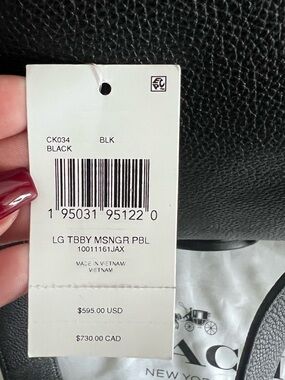 CK034 BLK
BLACK
1 95031 95122 0
LG TBBY MSNGR PBL
10011161JAX
MADE IN VIETNAM
VIETNAM
$595.00 USD
$730.00 CAD
AC
NEW YO